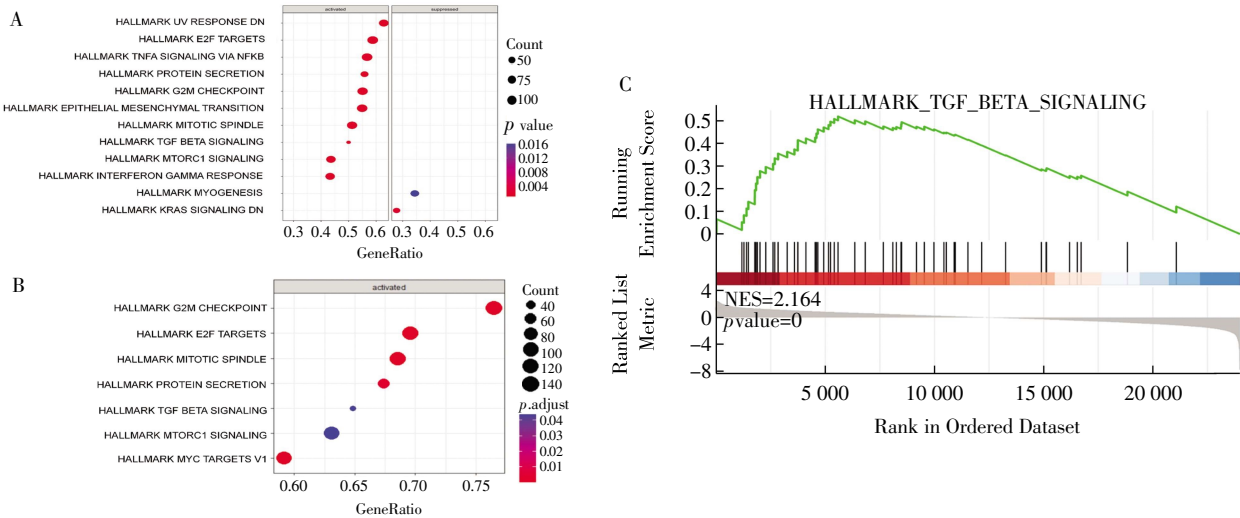 A
activated
suppressed
HALLMARK UV RESPONSE DN
HALLMARK E2F TARGETS
HALLMARK TNFA SIGNALING VIA NFKB
HALLMARK PROTEIN SECRETION
HALLMARK G2M CHECKPOINT
HALLMARK EPITHELIAL MESENCHYMAL TRANSITION
HALLMARK MITOTIC SPINDLE
HALLMARK TGF BETA SIGNALING
HALLMARK MTORC1 SIGNALING
HALLMARK INTERFERON GAMMA RESPONSE
HALLMARK MYOGENESIS
HALLMARK KRAS SIGNALING DN
0.3 0.4 0.5 0.6 0.3 0.4 0.5 0.6
GeneRatio
Count
50
75
100
p value
0.016
0.012
0.008
0.004
B
activated
HALLMARK G2M CHECKPOINT
HALLMARK E2F TARGETS
HALLMARK MITOTIC SPINDLE
HALLMARK PROTEIN SECRETION
HALLMARK TGF BETA SIGNALING
HALLMARK MTORC1 SIGNALING
HALLMARK MYC TARGETS V1
0.60 0.65 0.70 0.75
GeneRatio
Count
40
60
80
100
120
140
p.adjust
0.04
0.03
0.02
0.01
C
HALLMARK_TGF_BETA_SIGNALING
Running
Enrichment Score
0.5
0.4
0.3
0.2
0.1
0
Ranked List
Metric
4
0
-4
-8
NES=2.164
pvalue=0
5 000 10 000 15 000 20 000
Rank in Ordered Dataset